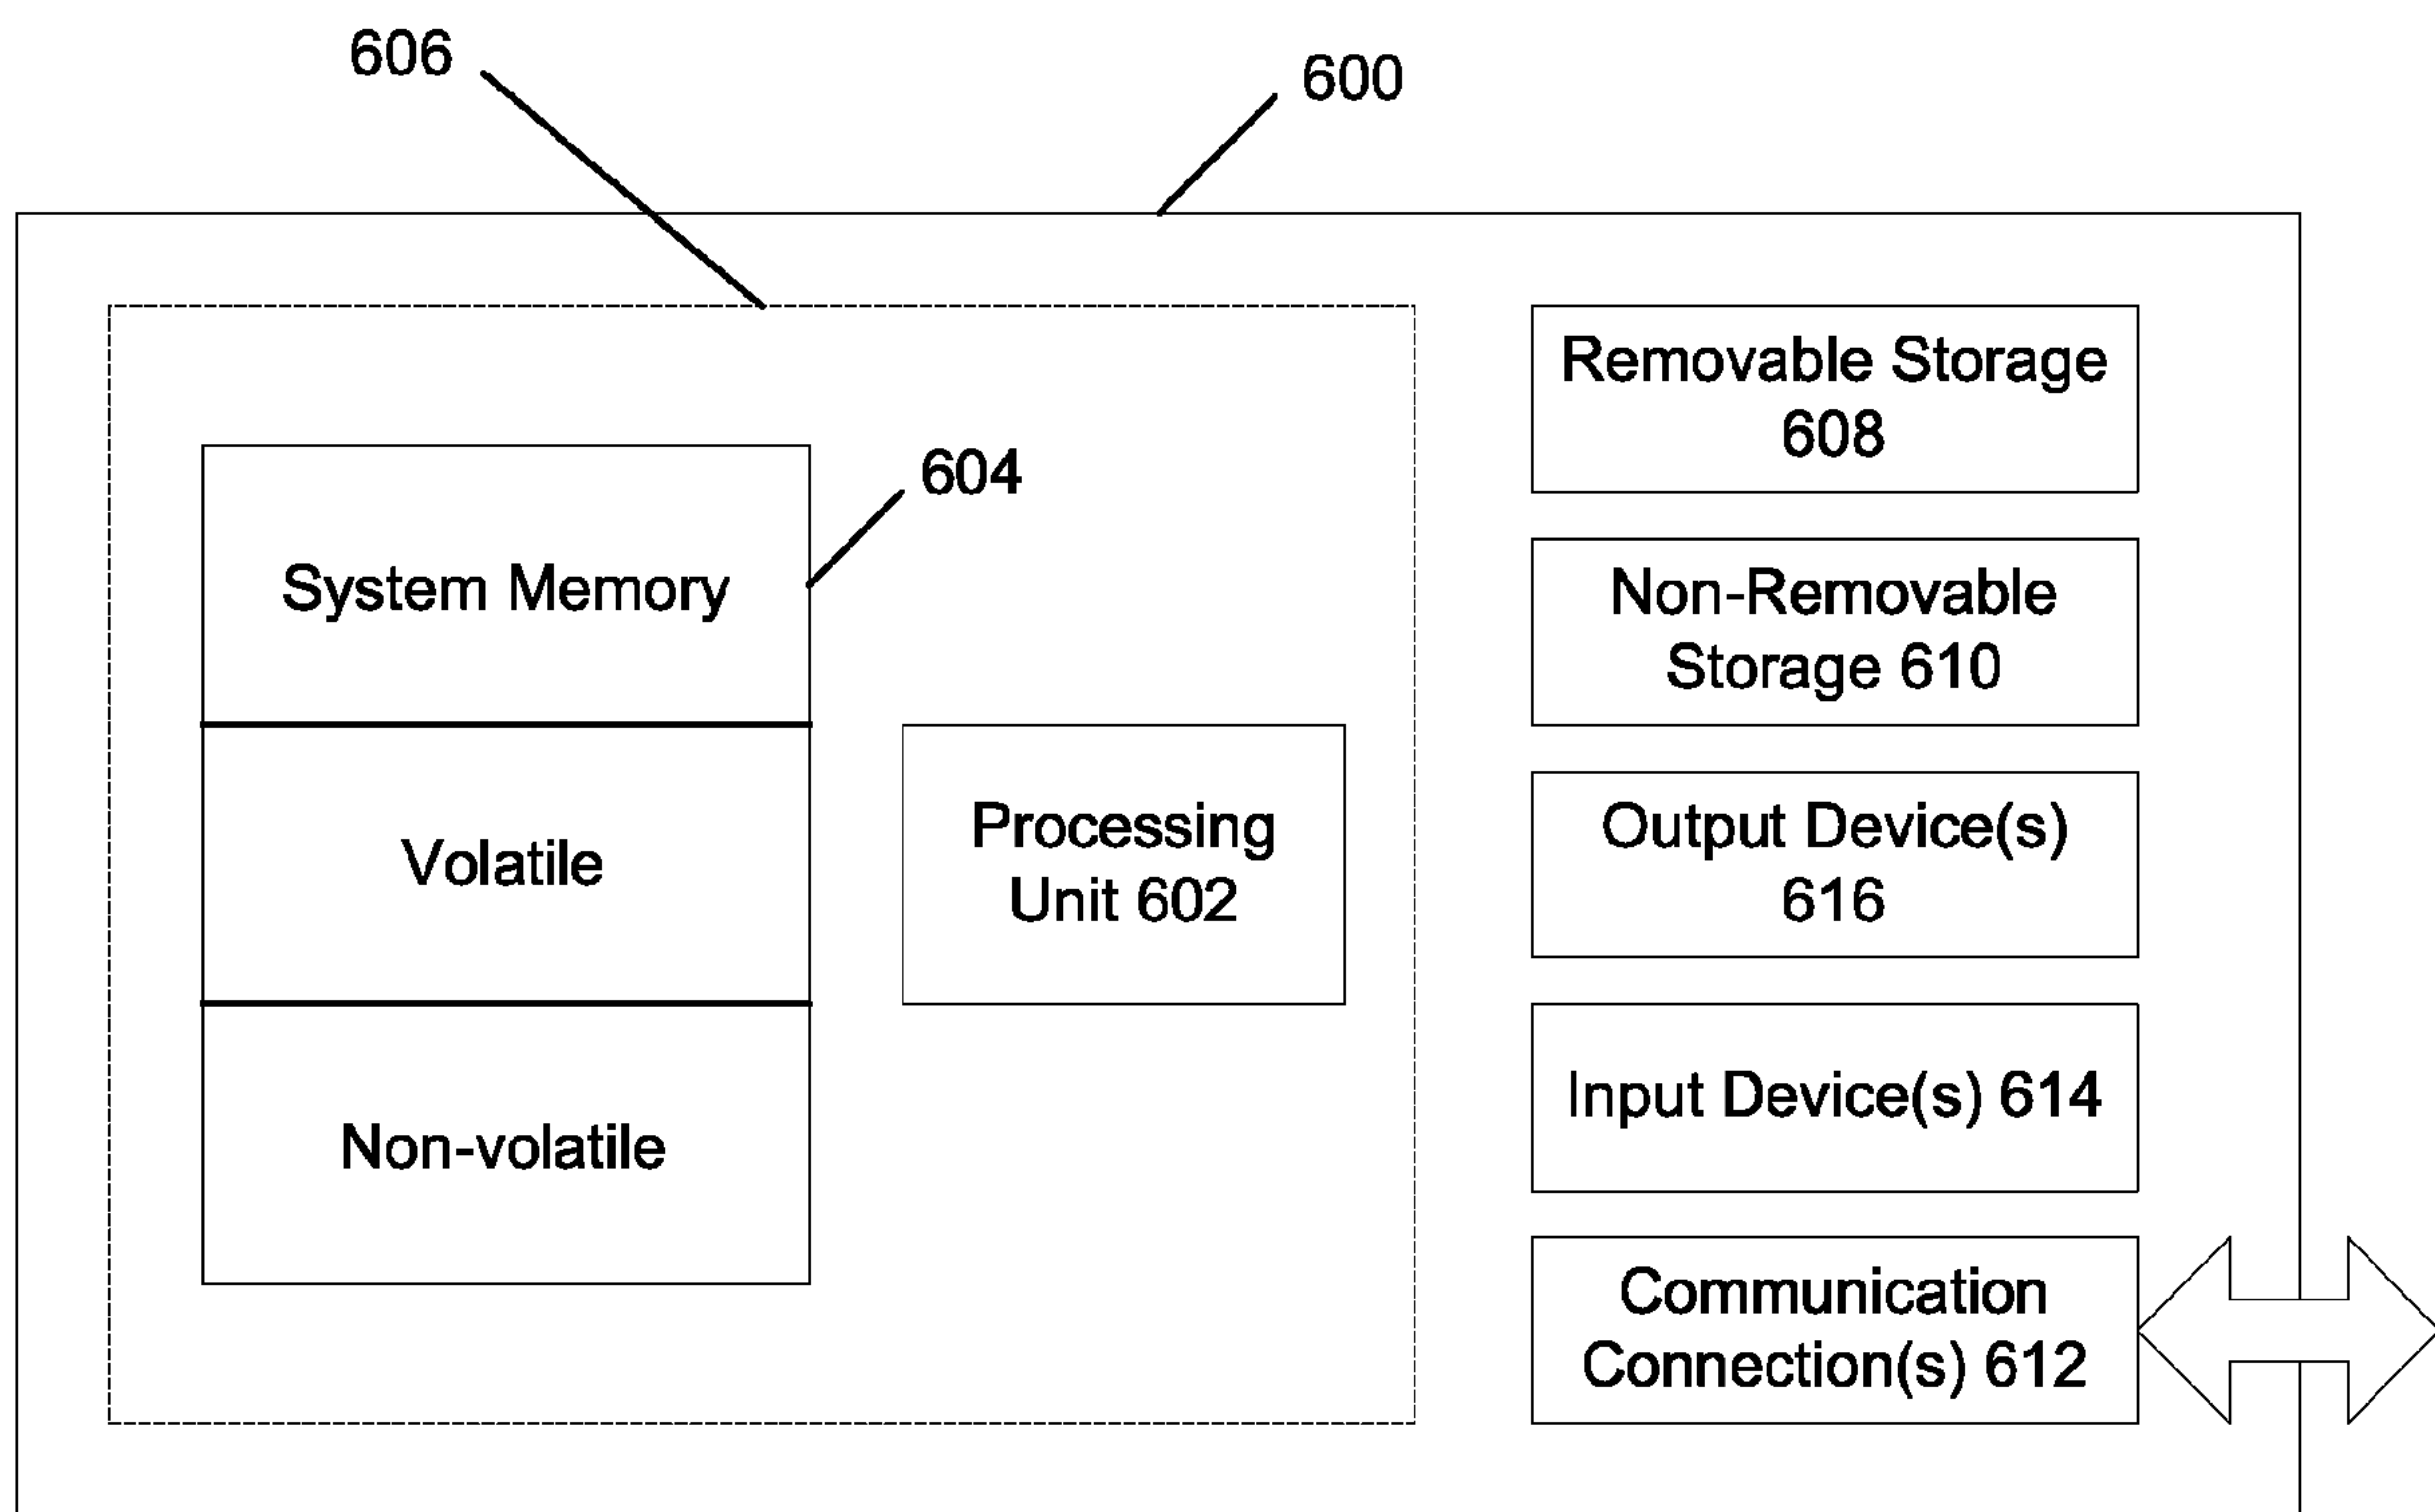 606
600
604
System Memory
Volatile
Non-volatile
Processing
Unit 602
Removable Storage
608
Non-Removable
Storage 610
Output Device(s)
616
Input Device(s) 614
Communication
Connection(s) 612